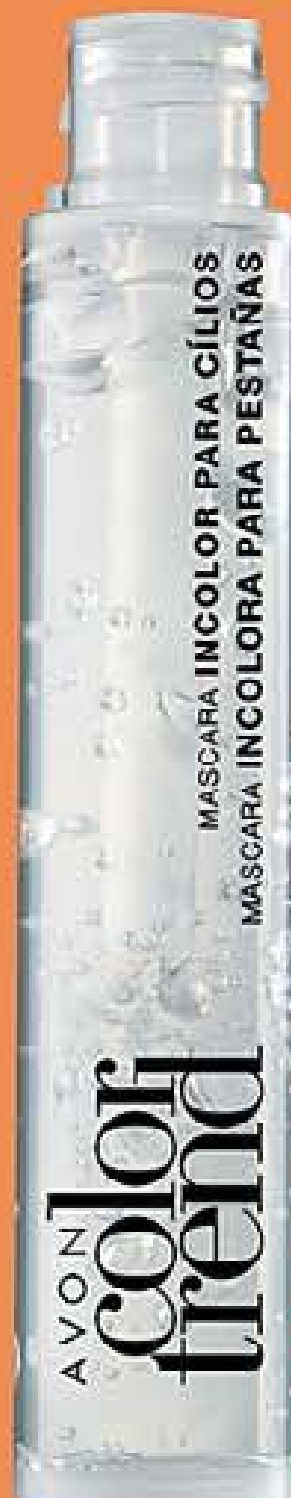 AVON
color
trend
MASCARA INCOLOR PARA CÍLIOS
MASCARA INCOLORA PARA PESTAÑAS